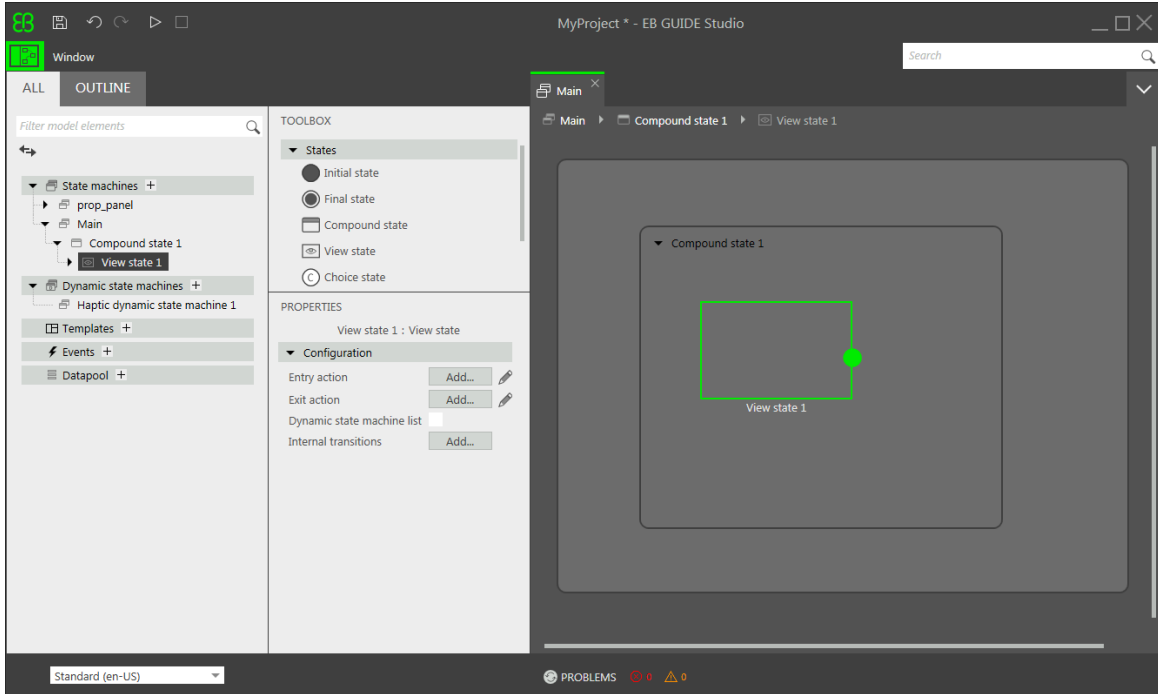 EB MyProject * - EB GUIDE Studio
Window Search
ALL OUTLINE
Filter model elements
State machines +
prop_panel
Main
Compound state 1
View state 1
Dynamic state machines +
Haptic dynamic state machine 1
Templates +
Events +
Datapool +
TOOLBOX
States
Initial state
Final state
Compound state
View state
C Choice state
PROPERTIES
View state 1 : View state
Configuration
Entry action Add...
Exit action Add...
Dynamic state machine list
Internal transitions Add...
Main
Main Compound state 1 View state 1
Compound state 1
View state 1
Standard (en-US) PROBLEMS 0 0